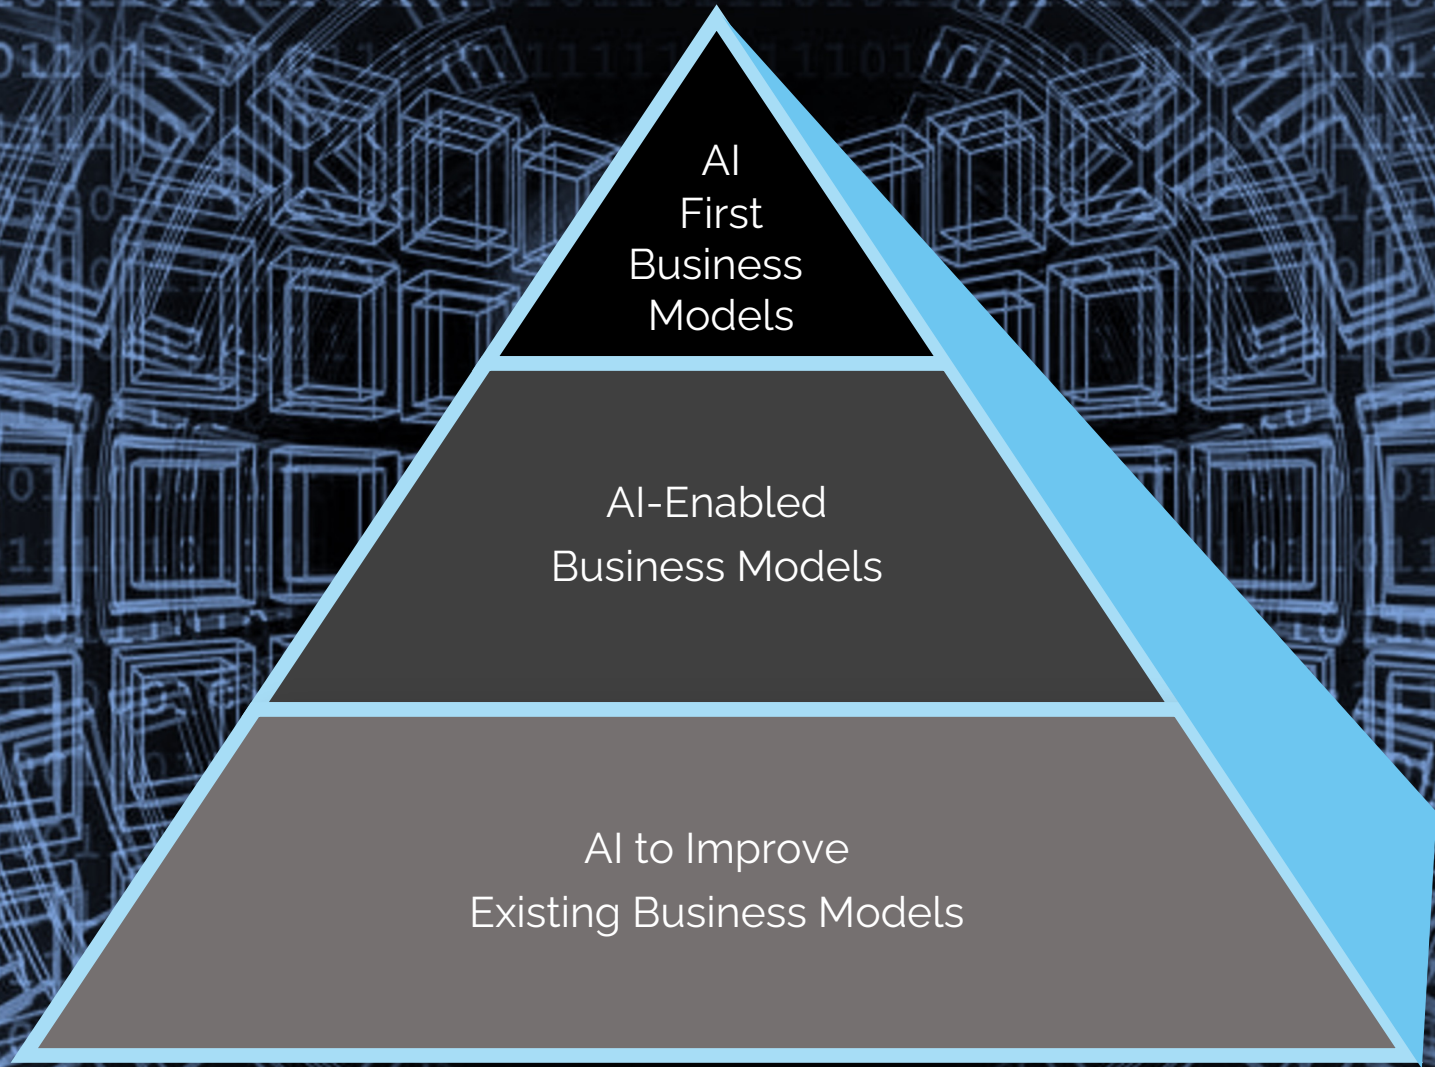 AI
First
Business
Models
AI-Enabled
Business Models
AI to Improve
Existing Business Models